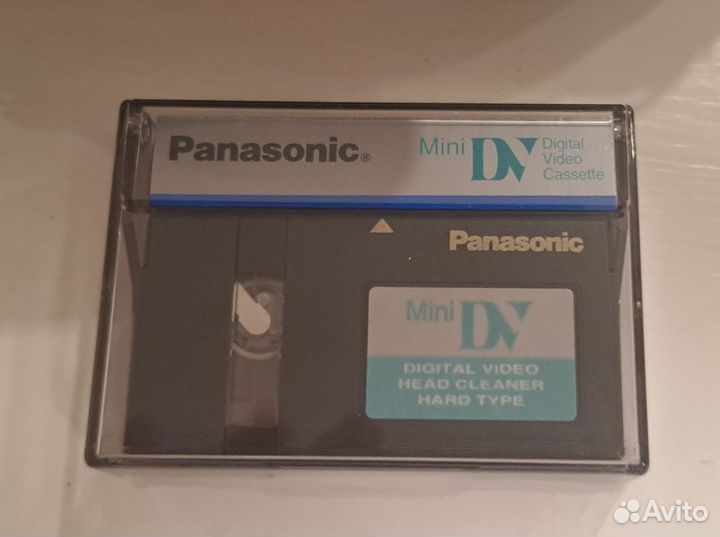 Panasonic®
Mini DV Digital
Video
Cassette
Panasonic
Mini DV
DIGITAL VIDEO
HEAD CLEANER
HARD TYPE
Avito